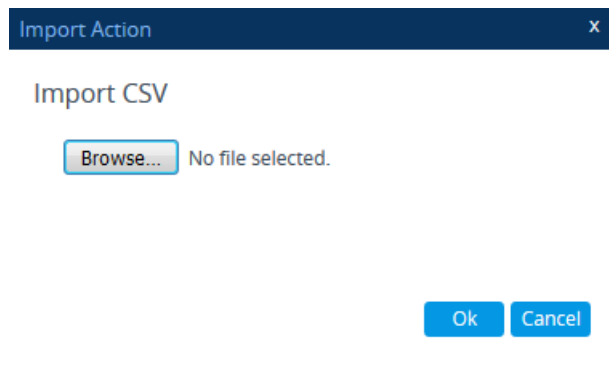 Import Action x
Import CSV
Browse... No file selected.
Ok Cancel